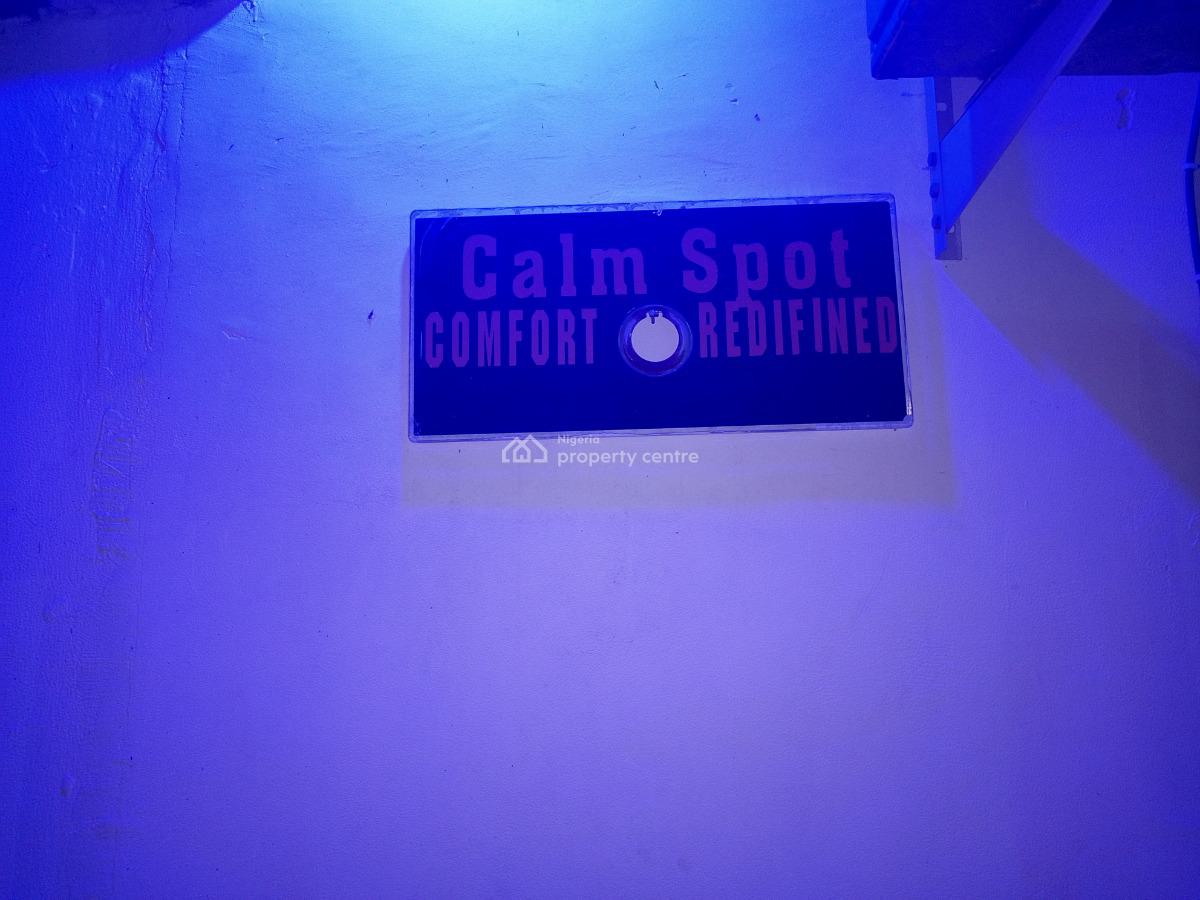 Calm Spot
COMFORT REDIFINED
Nigeria
property centre